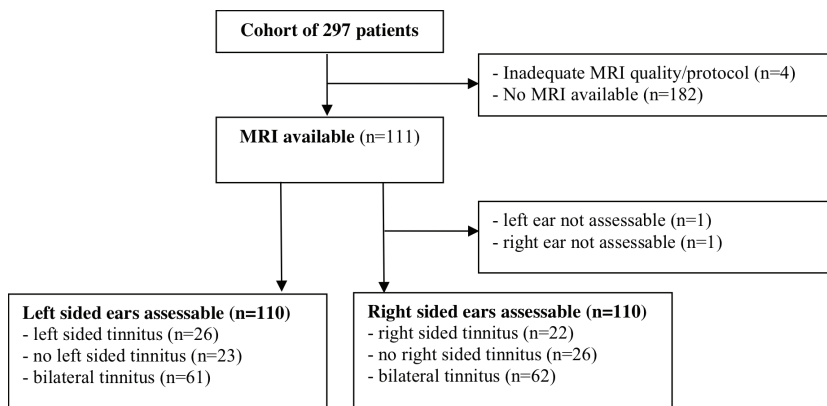 Cohort of 297 patients
- Inadequate MRI quality/protocol (n=4)
- No MRI available (n=182)
MRI available (n=111)
- left ear not assessable (n=1)
- right ear not assessable (n=1)
Left sided ears assessable (n=110)
- left sided tinnitus (n=26)
- no left sided tinnitus (n=23)
- bilateral tinnitus (n=61)
Right sided ears assessable (n=110)
- right sided tinnitus (n=22)
- no right sided tinnitus (n=26)
- bilateral tinnitus (n=62)